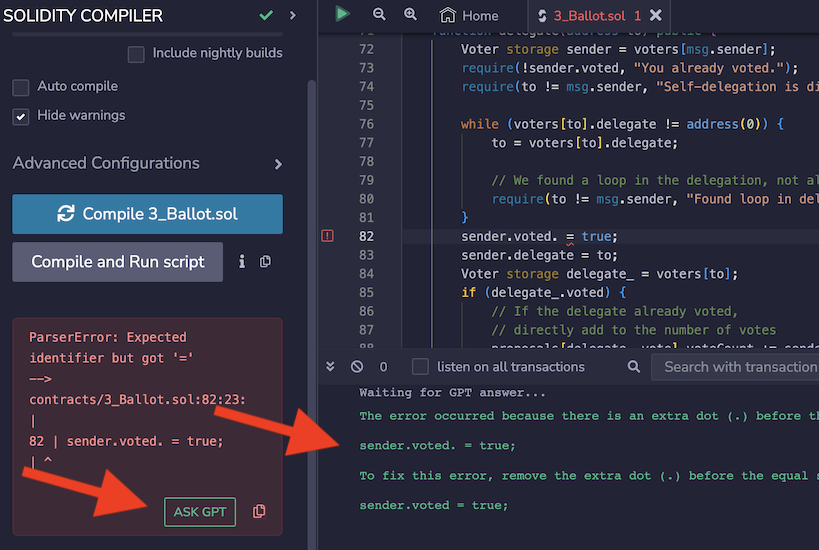 SOLIDITY COMPILER
Include nightly builds
Auto compile
Hide warnings
Advanced Configurations
Compile 3_Ballot.sol
Compile and Run script
i
ParserError: Expected
identifier but got '='
-->
contracts/3_Ballot.sol:82:23:
|
82 | sender.voted. = true;
| ^
ASK GPT
Home
3_Ballot.sol 1
72 Voter storage sender = voters[msg.sender];
73 require(!sender.voted, "You already voted.");
74 require(to != msg.sender, "Self-delegation is di
75
76 while (voters[to].delegate != address(0)) {
77 to = voters[to].delegate;
78
79 // We found a loop in the delegation, not al
80 require(to != msg.sender, "Found loop in del
81 }
82 sender.voted. = true;
83 sender.delegate = to;
84 Voter storage delegate_ = voters[to];
85 if (delegate_.voted) {
86 // If the delegate already voted,
87 // directly add to the number of votes
0
listen on all transactions
Search with transaction
Waiting for GPT answer...
The error occurred because there is an extra dot (.) before th
sender.voted. = true;
To fix this error, remove the extra dot (.) before the equal s
sender.voted = true;